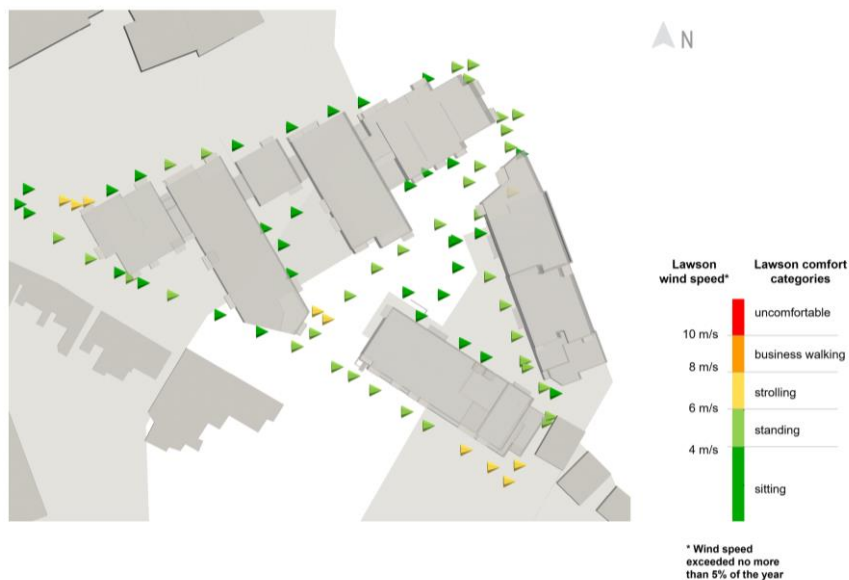 N
Lawson
wind speed*
Lawson comfort
categories
uncomfortable
10 m/s
business walking
8 m/s
strolling
6 m/s
standing
4 m/s
sitting
* Wind speed
exceeded no more
than 5% of the year